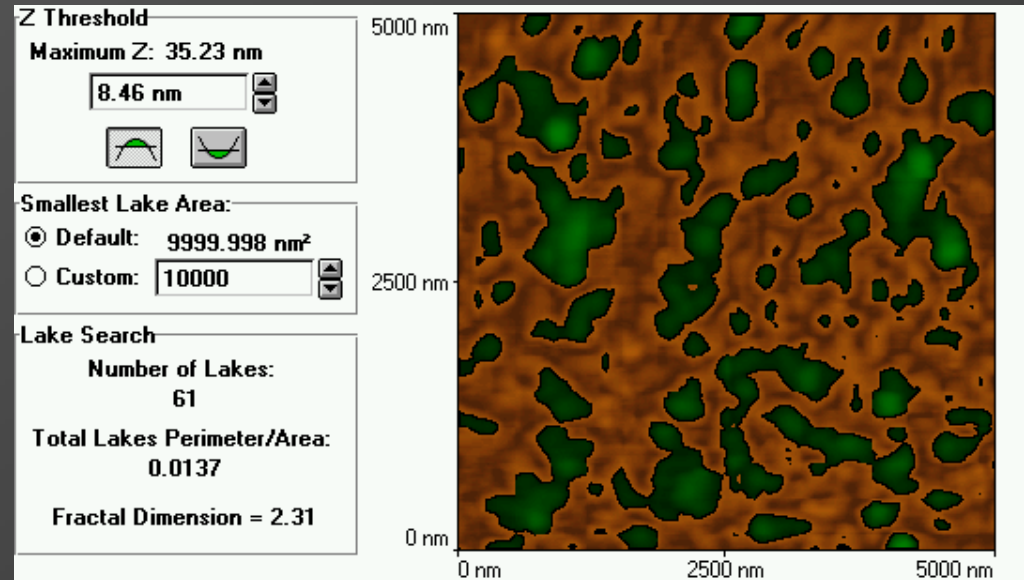 Z Threshold
Maximum Z: 35.23 nm
8.46 nm
Smallest Lake Area:
Default: 9999.998 nm²
Custom: 10000
Lake Search
Number of Lakes:
61
Total Lakes Perimeter/Area:
0.0137
Fractal Dimension = 2.31
5000 nm
2500 nm
0 nm
0 nm 2500 nm 5000 nm